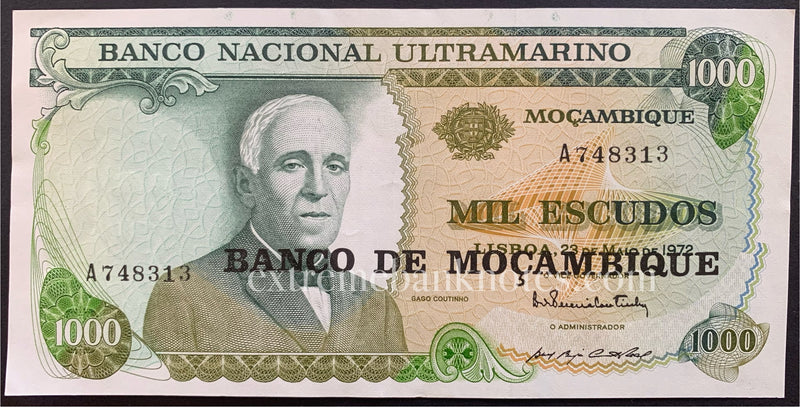 BANCO NACIONAL ULTRAMARINO
1000
MOÇAMBIQUE
A748313
MIL ESCUDOS
LISBOA, 23 DE MAIO DE 1972
BANCO DE MOÇAMBIQUE
A748313
extremebanknotes.com
GAGO COUTINHO
O ADMINISTRADOR
1000
1000